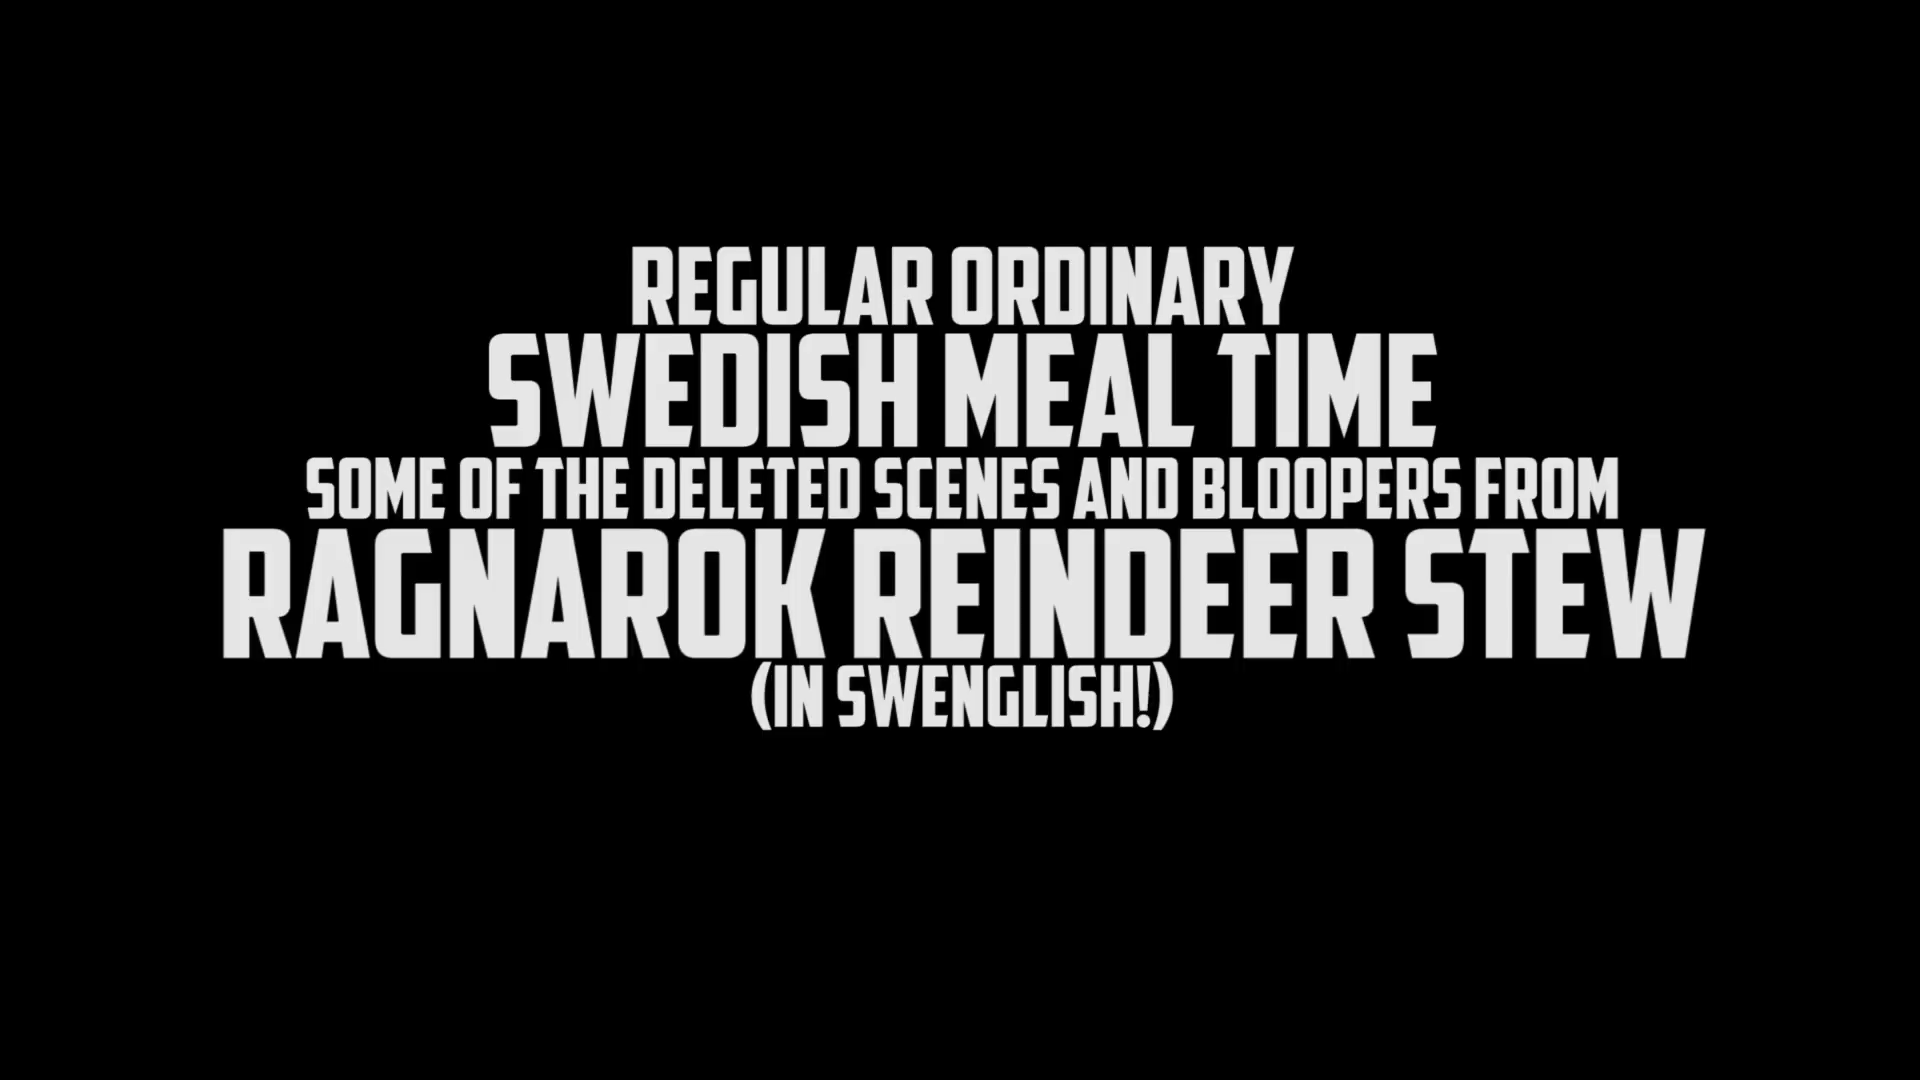 REGULAR ORDINARY
SWEDISH MEAL TIME
SOME OF THE DELETED SCENES AND BLOOPERS FROM
RAGNAROK REINDEER STEW
(IN SWENGLISH!)